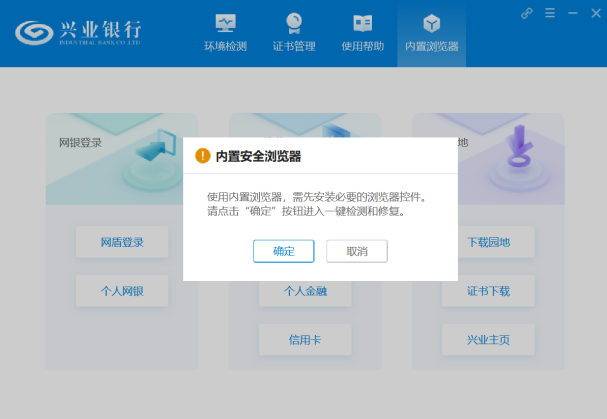 兴业银行
INDUSTRIAL BANK CO.,LTD
环境检测
证书管理
使用帮助
内置浏览器
网银登录
地
内置安全浏览器
使用内置浏览器，需先安装必要的浏览器控件。
请点击“确定”按钮进入一键检测和修复。
确定
取消
网盾登录
下载园地
个人网银
个人金融
证书下载
信用卡
兴业主页